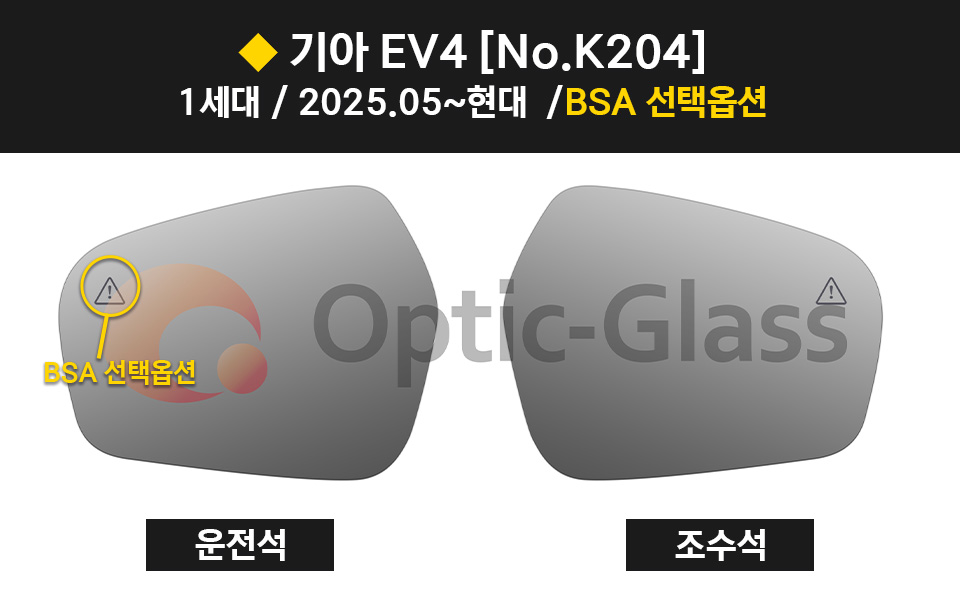 ◆ 기아 EV4 [No.K204]
1세대 / 2025.05~현대 /BSA 선택옵션
BSA 선택옵션
Optic-Glass
운전석
조수석